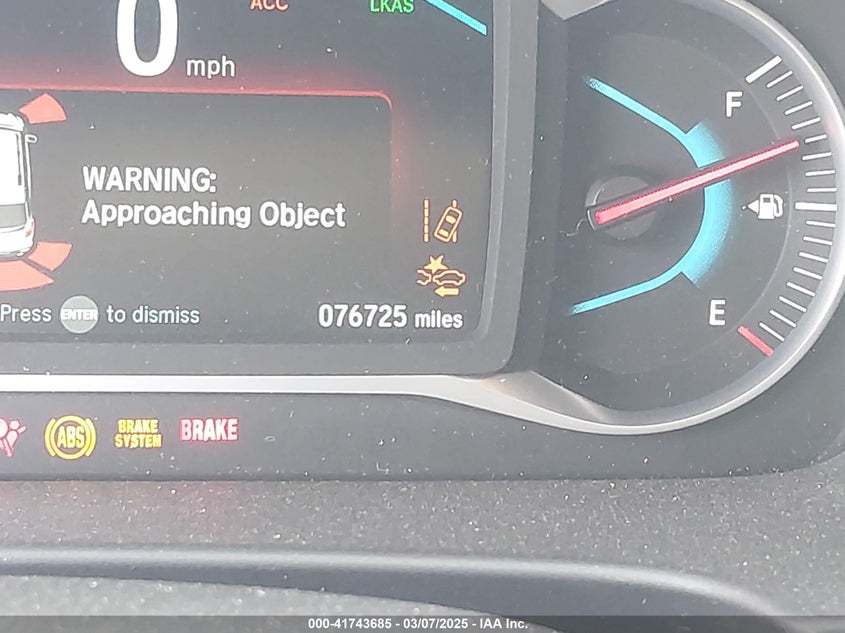 ACC LKAS
0 mph
WARNING:
Approaching Object
Press ENTER to dismiss
076725 miles
F
E
ABS
BRAKE
SYSTEM
BRAKE
000-41743685 - 03/07/2025 - IAA Inc.